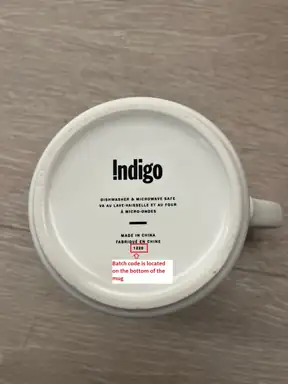 !ndigo
DISHWASHER & MICROWAVE SAFE
VA AU LAVE-VAISSELLE ET AU FOUR
À MICRO-ONDES
MADE IN CHINA
FABRIQUÉ EN CHINE
1220
Batch code is located
on the bottom of the
mug